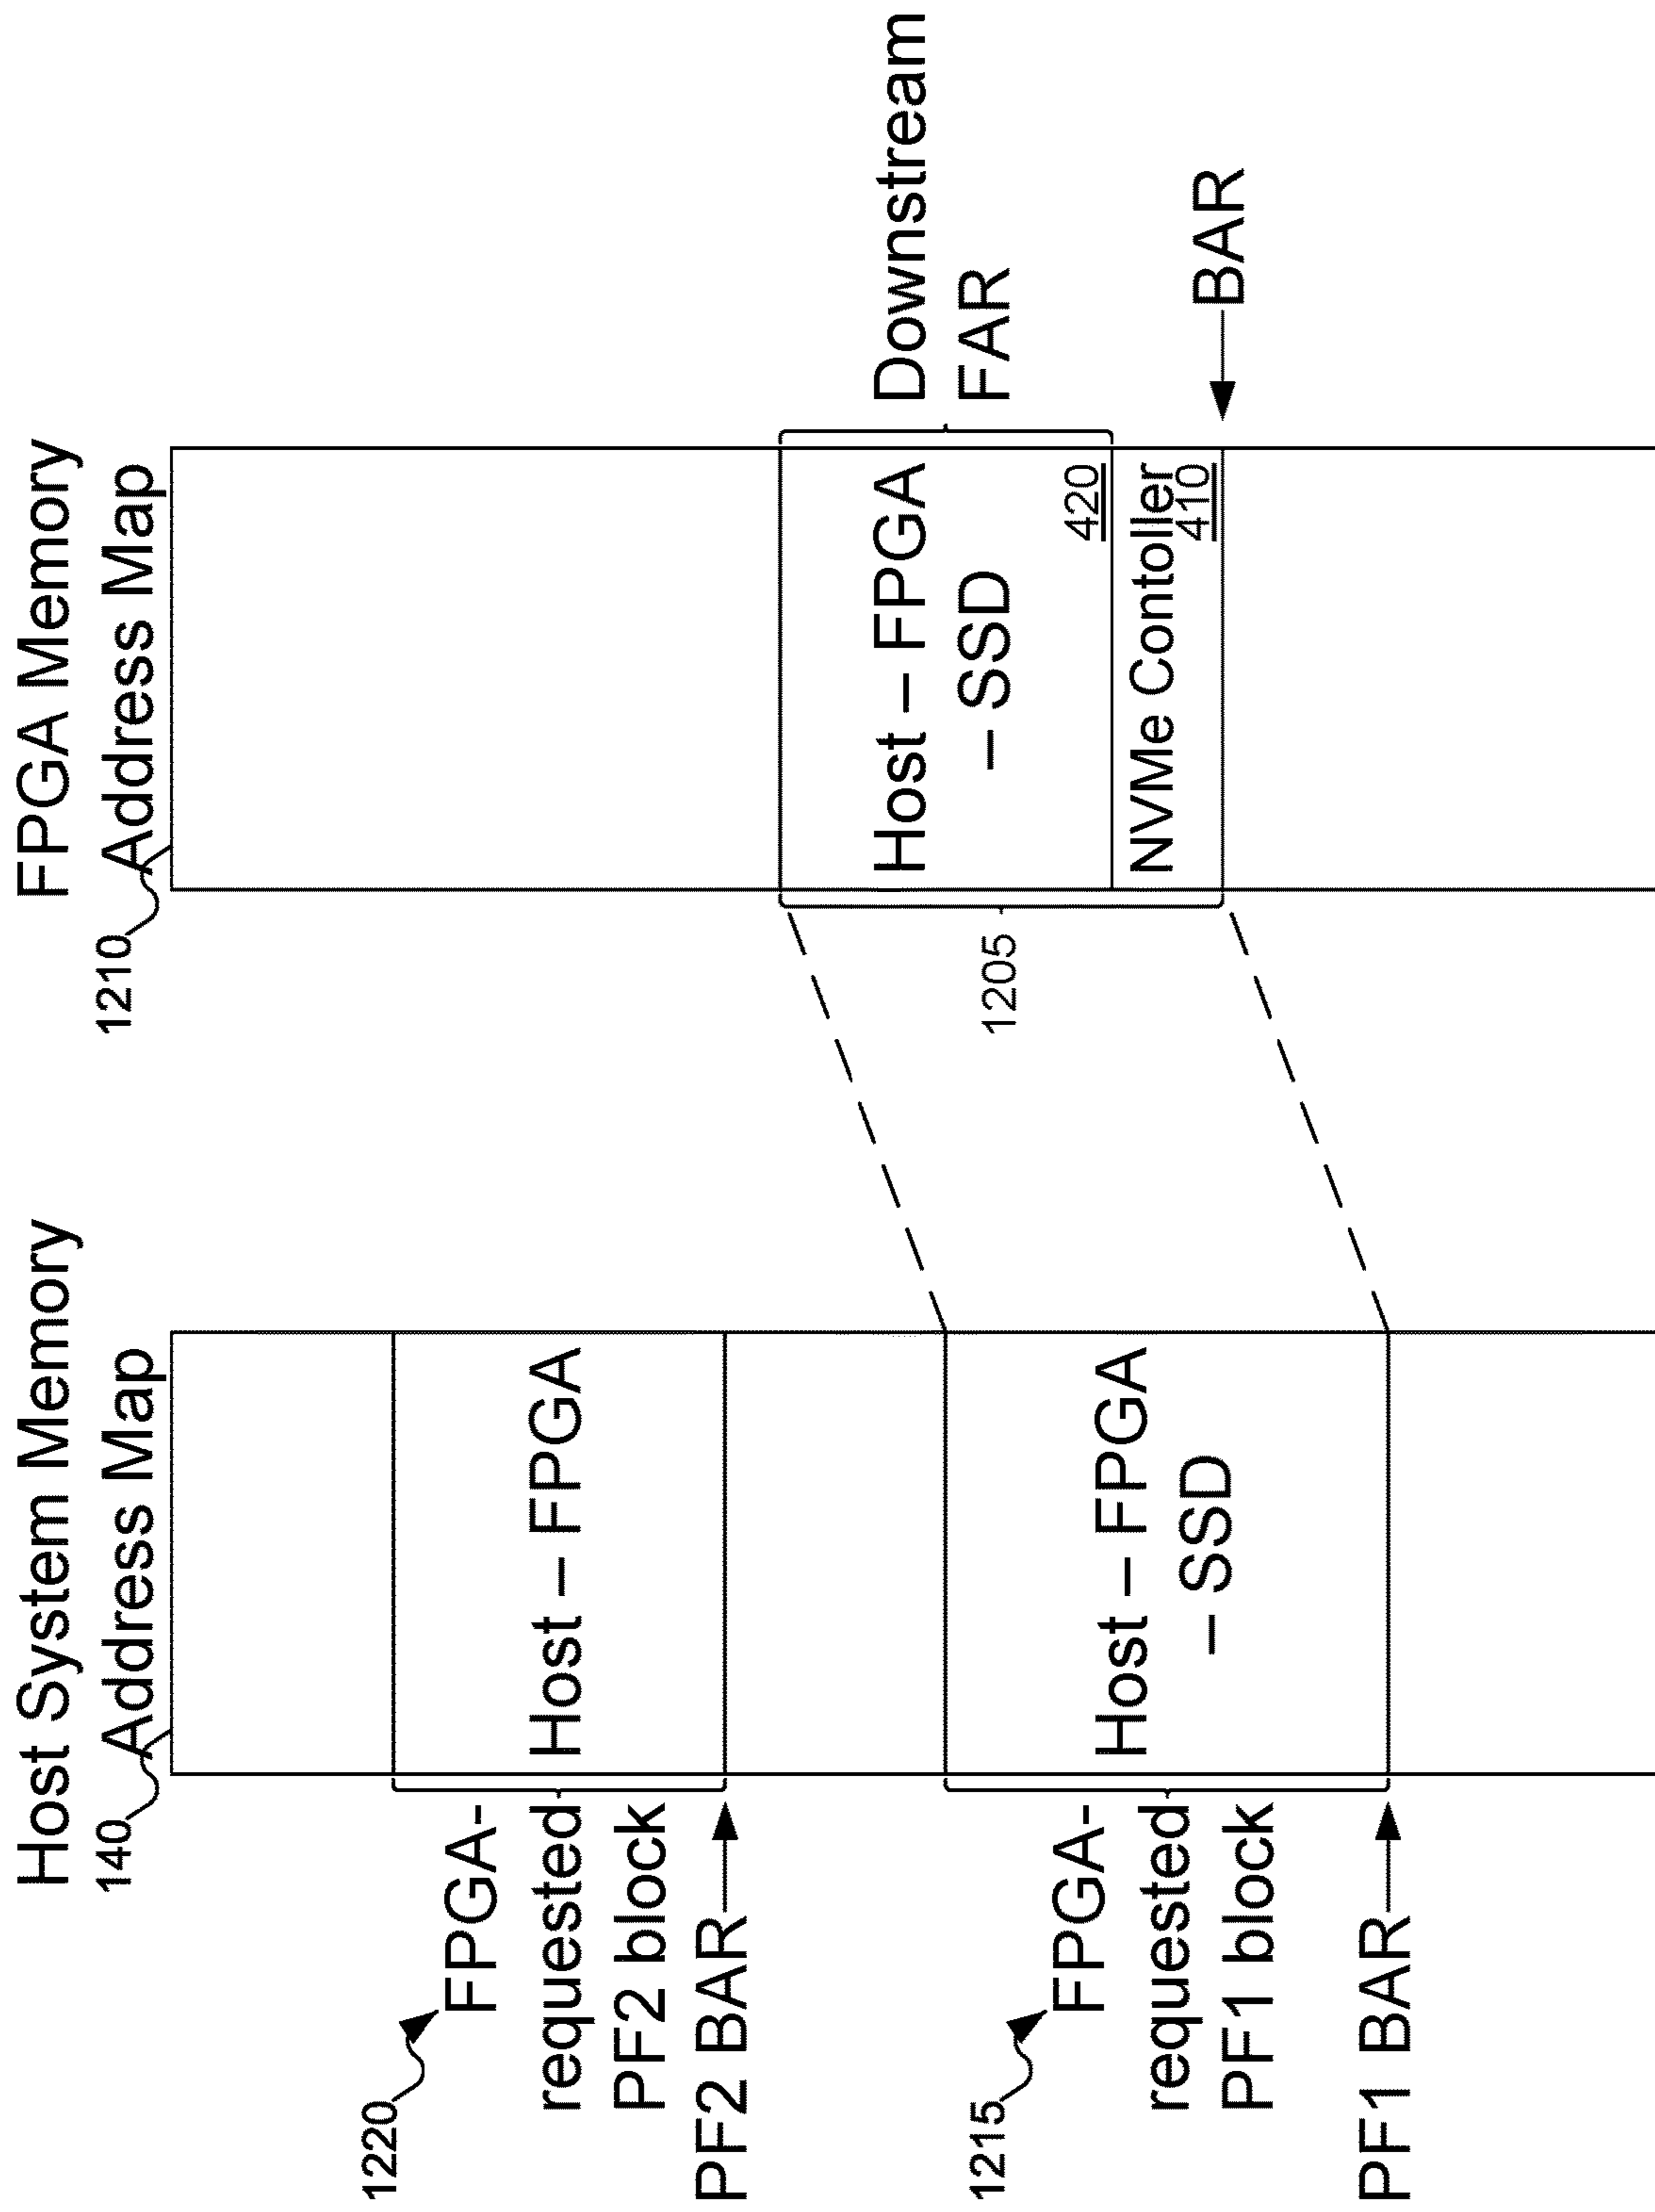 Host System Memory
Address Map
140
1220
FPGA-
requested
PF2 block
PF2 BAR
Host – FPGA
1215
FPGA-
requested
PF1 block
PF1 BAR
Host – FPGA
– SSD
FPGA Memory
Address Map
1210
1205
Host – FPGA
– SSD
420
NVMe Contoller
410
Downstream
FAR
BAR